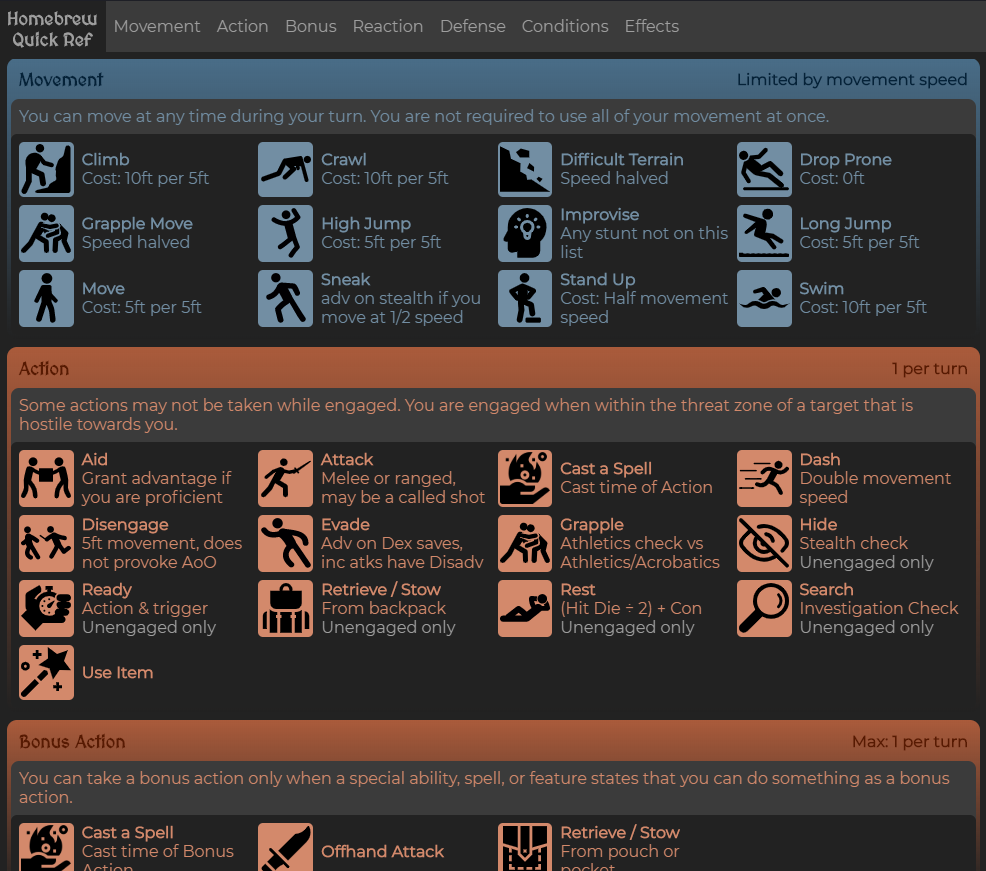 Homebrew
Quick Ref
Movement Action Bonus Reaction Defense Conditions Effects
Movement
Limited by movement speed
You can move at any time during your turn. You are not required to use all of your movement at once.
Climb
Cost: 10ft per 5ft
Crawl
Cost: 10ft per 5ft
Difficult Terrain
Speed halved
Drop Prone
Cost: 0ft
Grapple Move
Speed halved
High Jump
Cost: 5ft per 5ft
Improvise
Any stunt not on this
list
Long Jump
Cost: 5ft per 5ft
Move
Cost: 5ft per 5ft
Sneak
adv on stealth if you
move at 1/2 speed
Stand Up
Cost: Half movement
speed
Swim
Cost: 10ft per 5ft
Action
1 per turn
Some actions may not be taken while engaged. You are engaged when within the threat zone of a target that is
hostile towards you.
Aid
Grant advantage if
you are proficient
Attack
Melee or ranged,
may be a called shot
Cast a Spell
Cast time of Action
Dash
Double movement
speed
Disengage
5ft movement, does
not provoke AoO
Evade
Adv on Dex saves,
inc atks have Disadv
Grapple
Athletics check vs
Athletics/Acrobatics
Hide
Stealth check
Unengaged only
Ready
Action & trigger
Unengaged only
Retrieve / Stow
From backpack
Unengaged only
Rest
(Hit Die ÷ 2) + Con
Unengaged only
Search
Investigation Check
Unengaged only
Use Item
Bonus Action
Max: 1 per turn
You can take a bonus action only when a special ability, spell, or feature states that you can do something as a bonus
action.
Cast a Spell
Cast time of Bonus
Action
Offhand Attack
Retrieve / Stow
From pouch or
pocket